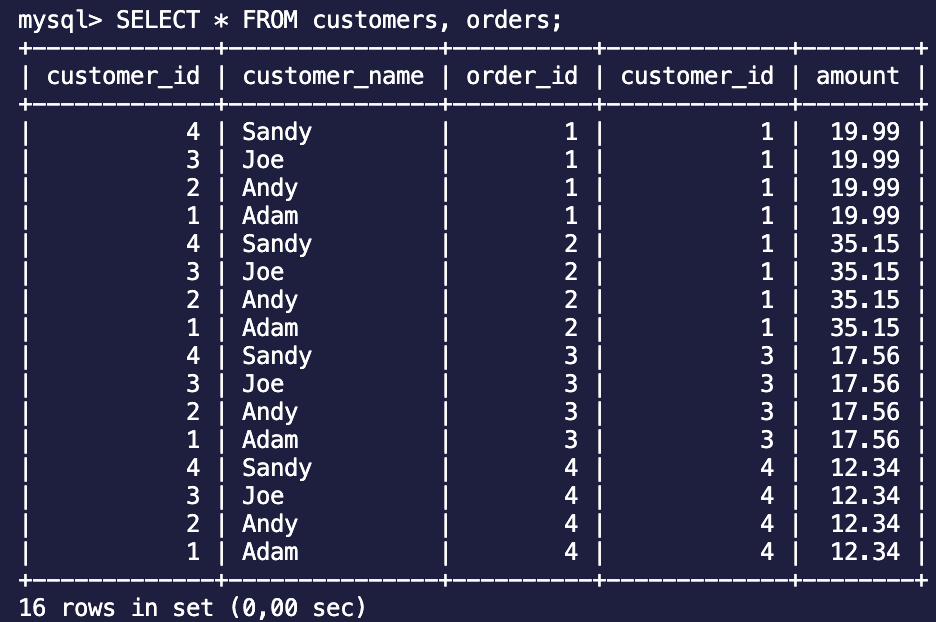 mysql> SELECT * FROM customers, orders;
+-------------+---------------+----------+-------------+--------+
| customer_id | customer_name | order_id | customer_id | amount |
+-------------+---------------+----------+-------------+--------+
|           4 | Sandy         |        1 |           1 |  19.99 |
|           3 | Joe           |        1 |           1 |  19.99 |
|           2 | Andy          |        1 |           1 |  19.99 |
|           1 | Adam          |        1 |           1 |  19.99 |
|           4 | Sandy         |        2 |           1 |  35.15 |
|           3 | Joe           |        2 |           1 |  35.15 |
|           2 | Andy          |        2 |           1 |  35.15 |
|           1 | Adam          |        2 |           1 |  35.15 |
|           4 | Sandy         |        3 |           3 |  17.56 |
|           3 | Joe           |        3 |           3 |  17.56 |
|           2 | Andy          |        3 |           3 |  17.56 |
|           1 | Adam          |        3 |           3 |  17.56 |
|           4 | Sandy         |        4 |           4 |  12.34 |
|           3 | Joe           |        4 |           4 |  12.34 |
|           2 | Andy          |        4 |           4 |  12.34 |
|           1 | Adam          |        4 |           4 |  12.34 |
+-------------+---------------+----------+-------------+--------+
16 rows in set (0,00 sec)